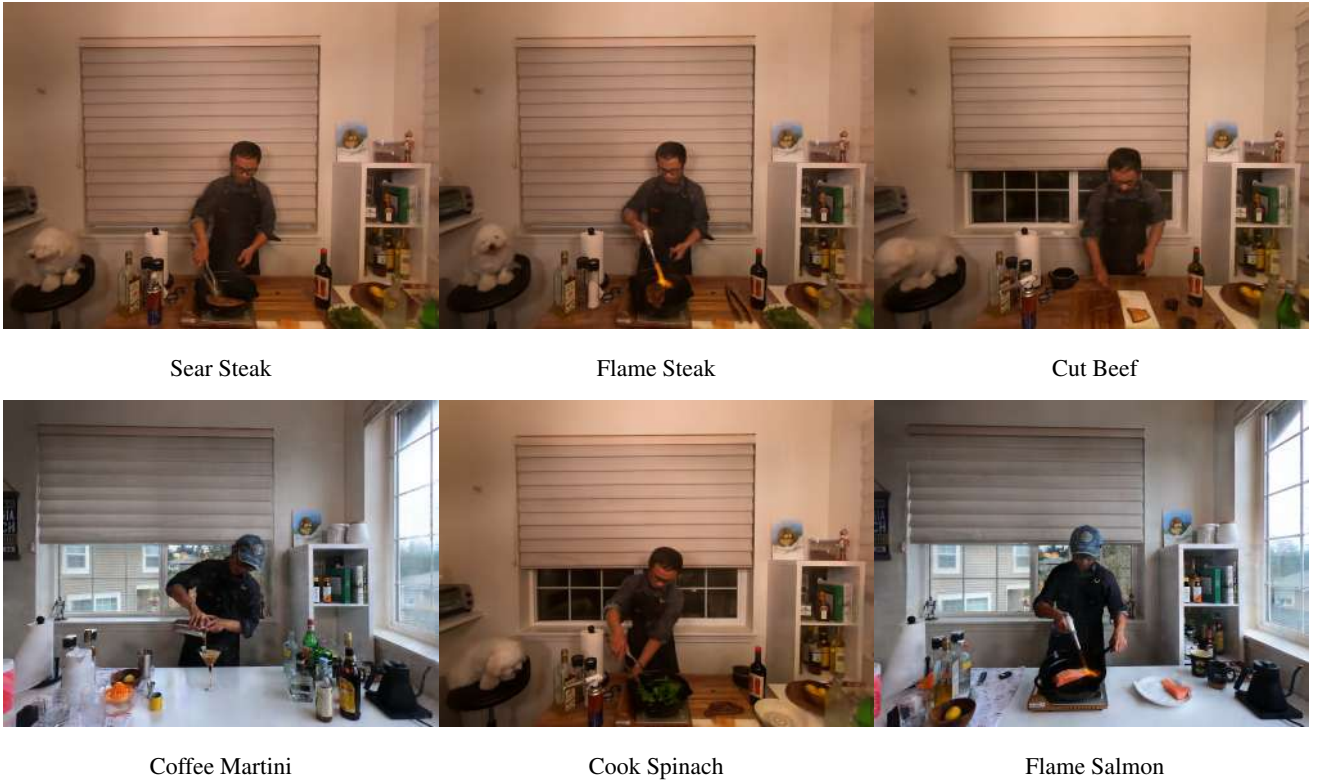 Sear Steak
Flame Steak
Cut Beef
Coffee Martini
Cook Spinach
Flame Salmon